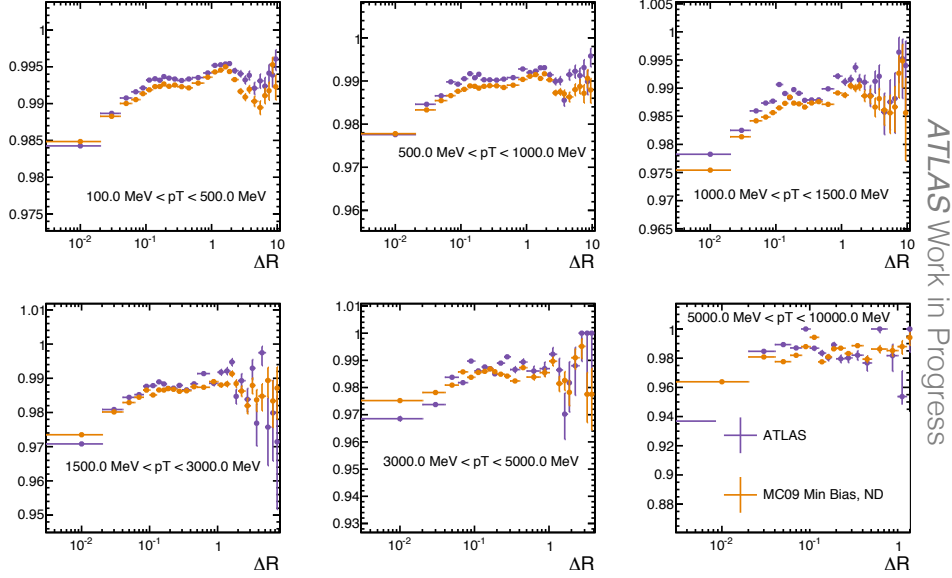 1
0.995
0.99
0.985
0.98
0.975
100.0 MeV < pT < 500.0 MeV
10⁻² 10⁻¹ 1 10
ΔR
1
0.99
0.98
0.97
0.96
500.0 MeV < pT < 1000.0 MeV
10⁻² 10⁻¹ 1 10
ΔR
1.005
1
0.995
0.99
0.985
0.98
0.975
0.97
0.965
1000.0 MeV < pT < 1500.0 MeV
10⁻² 10⁻¹ 1 10
ΔR
1.01
1
0.99
0.98
0.97
0.96
0.95
1500.0 MeV < pT < 3000.0 MeV
10⁻² 10⁻¹ 1
ΔR
1.01
1
0.99
0.98
0.97
0.96
0.95
0.94
0.93
3000.0 MeV < pT < 5000.0 MeV
10⁻² 10⁻¹ 1
ΔR
5000.0 MeV < pT < 10000.0 MeV
1
0.98
0.96
0.94
0.92
0.9
0.88
ATLAS
MC09 Min Bias, ND
10⁻² 10⁻¹ 1
ΔR
ATLAS Work in Progress